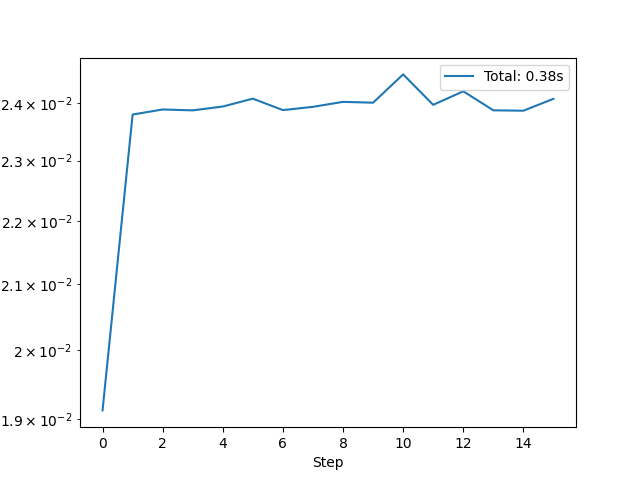 Total: 0.38s
2.4 × 10⁻²
2.3 × 10⁻²
2.2 × 10⁻²
2.1 × 10⁻²
2 × 10⁻²
1.9 × 10⁻²
0 2 4 6 8 10 12 14
Step